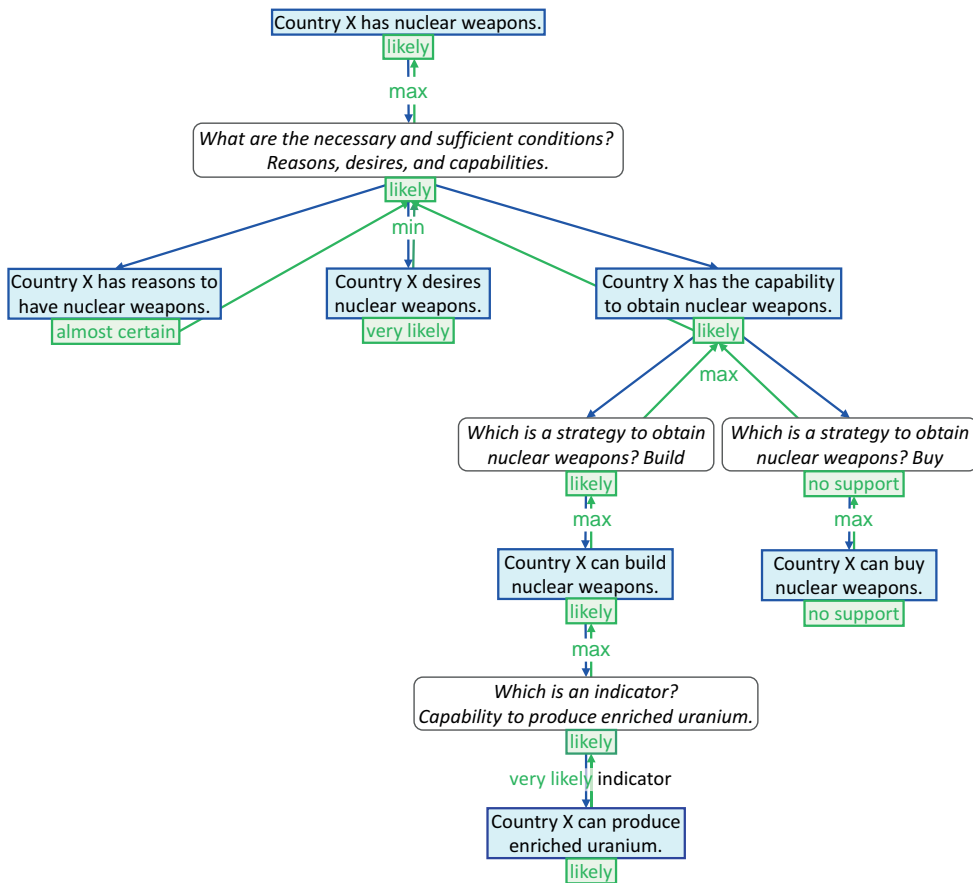 Country X has nuclear weapons.
likely
max
What are the necessary and sufficient conditions?
Reasons, desires, and capabilities.
likely
min
Country X has reasons to
have nuclear weapons.
almost certain
Country X desires
nuclear weapons.
very likely
Country X has the capability
to obtain nuclear weapons.
likely
max
Which is a strategy to obtain
nuclear weapons? Build
likely
max
Which is a strategy to obtain
nuclear weapons? Buy
no support
max
Country X can build
nuclear weapons.
likely
max
Country X can buy
nuclear weapons.
no support
Which is an indicator?
Capability to produce enriched uranium.
likely
very likely indicator
Country X can produce
enriched uranium.
likely